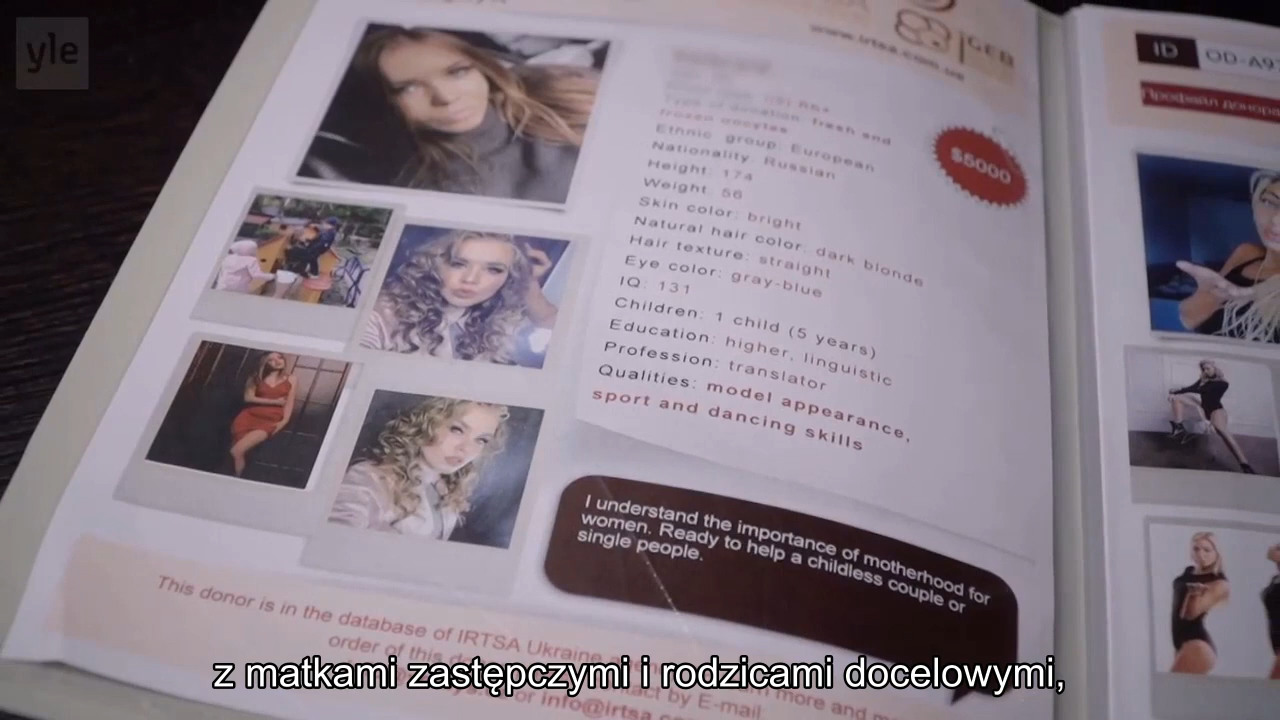 yle
www.irtsa.com.ua
GEB
Type of donation: fresh and
frozen oocytes
Ethnic group: European
Nationality: Russian
Height: 174
Weight: 56
Skin color: bright
Natural hair color: dark blonde
Hair texture: straight
Eye color: gray-blue
IQ: 131
Children: 1 child (5 years)
Education: higher, linguistic
Profession: translator
Qualities: model appearance,
sport and dancing skills
$5000
I understand the importance of motherhood for
women. Ready to help a childless couple or
single people.
This donor is in the database of IRTSA Ukraine
order of this
contact by E-mail
info@irtsa.co
ID OD-A9
z matkami zastępczymi i rodzicami docelowymi,